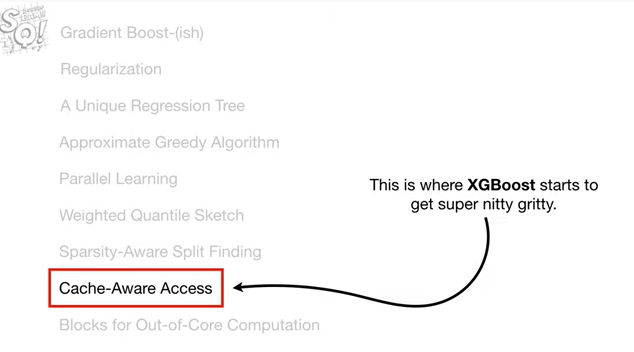 SQ!
Gradient Boost-(ish)
Regularization
A Unique Regression Tree
Approximate Greedy Algorithm
Parallel Learning
Weighted Quantile Sketch
Sparsity-Aware Split Finding
Cache-Aware Access
Blocks for Out-of-Core Computation
This is where XGBoost starts to
get super nitty gritty.